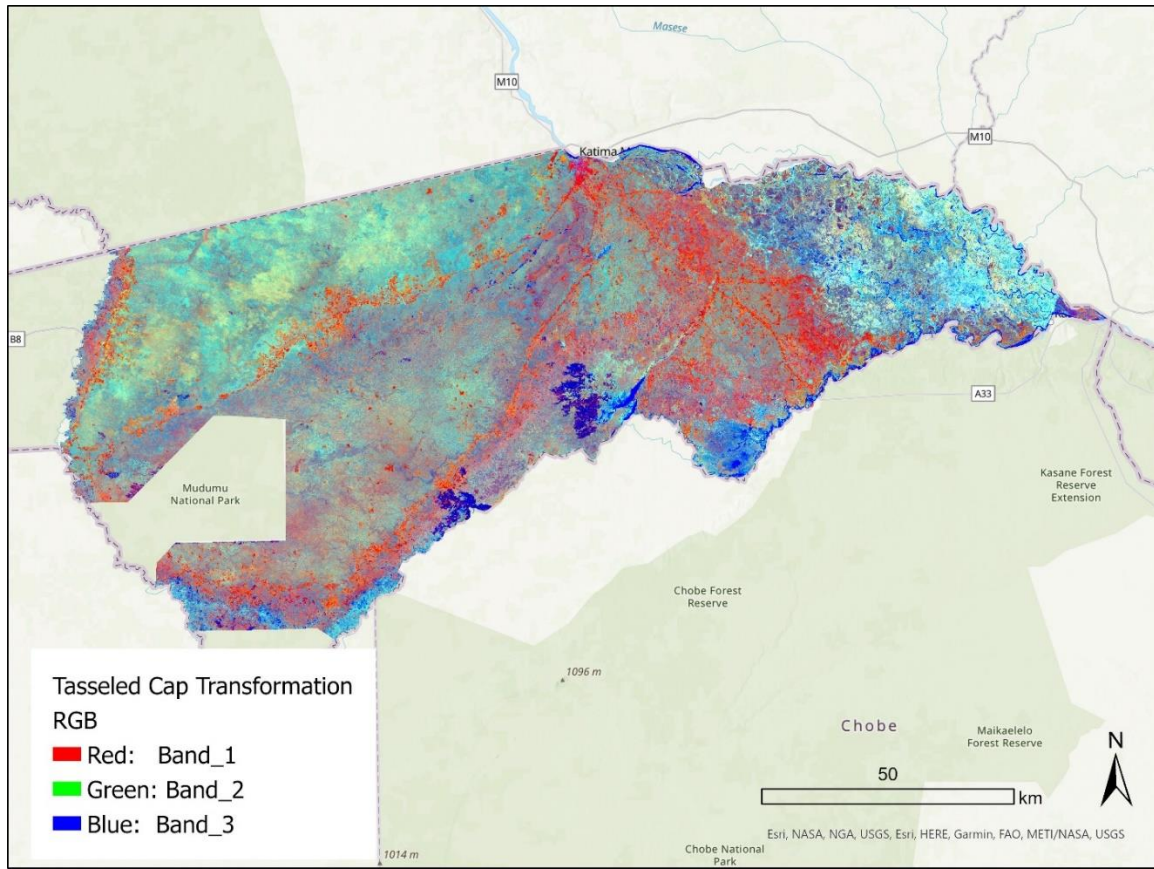 Masese
M10
M10
Katima M
B8
A33
Mudumu
National Park
Kasane Forest
Reserve
Extension
Chobe Forest
Reserve
1096 m
Tasseled Cap Transformation
RGB
Red: Band_1
Green: Band_2
Blue: Band_3
Chobe
Maikaelelo
Forest Reserve
N
50
km
Esri, NASA, NGA, USGS, Esri, HERE, Garmin, FAO, METI/NASA, USGS
1014 m
Chobe National
Park